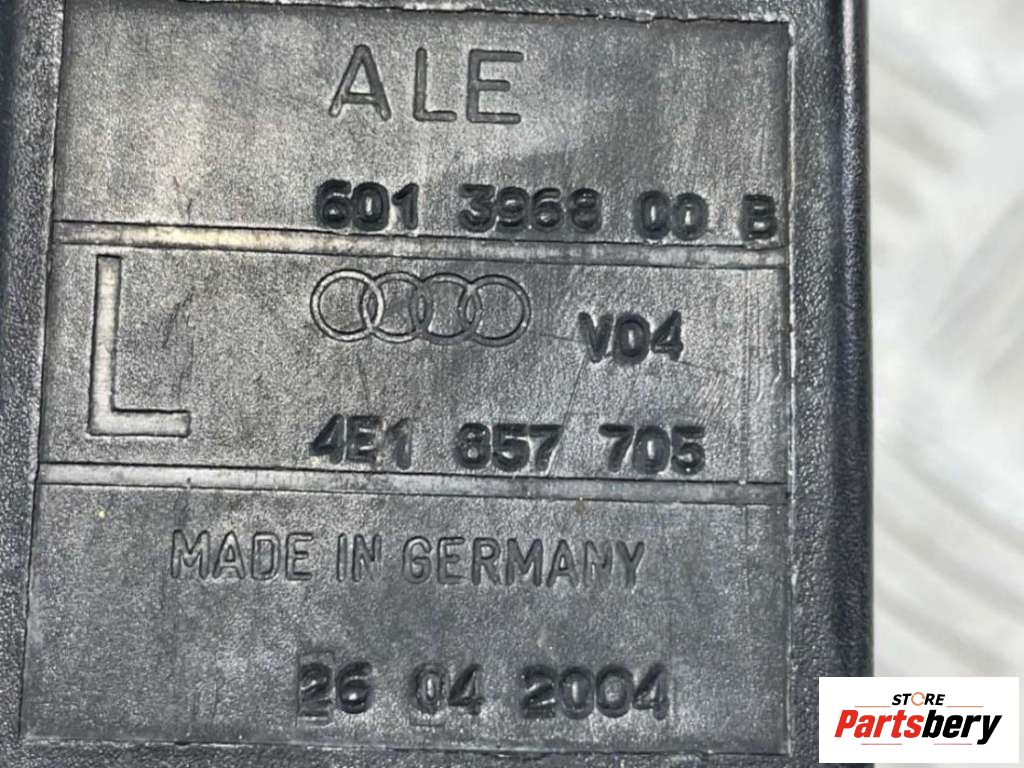 ALE
601 3968 00 B
L
V04
4E1 857 705
MADE IN GERMANY
26 04 2004
STORE
Partsbery